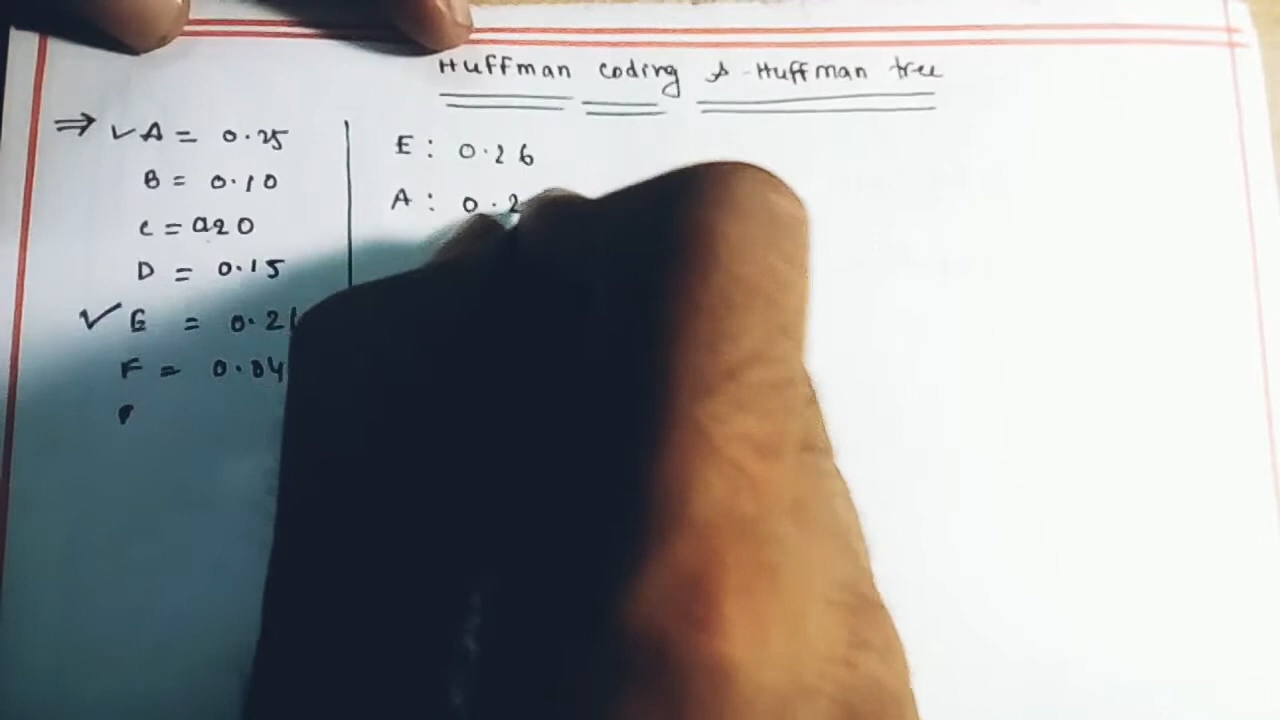 Huffman coding & Huffman tree
⇒ ✓ A = 0.25
B = 0.10
C = 0.20
D = 0.15
✓ E = 0.2
F = 0.04
E : 0.26
A : 0.2